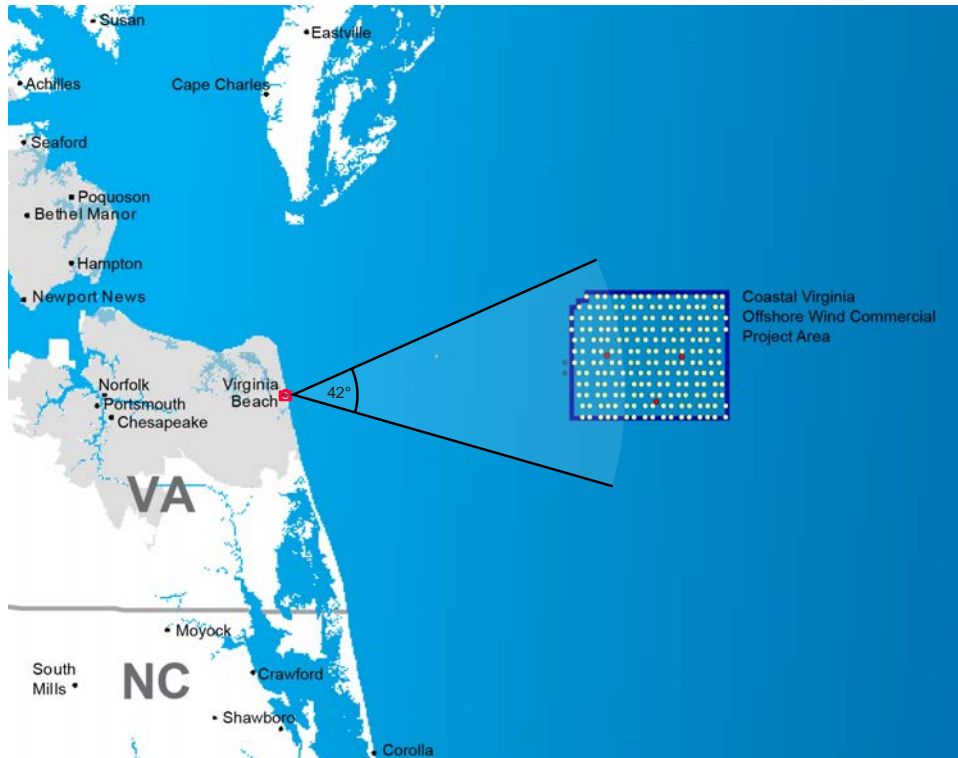 Susan
Eastville
Achilles
Cape Charles
Seaford
Poquoson
Bethel Manor
Hampton
Newport News
Coastal Virginia
Offshore Wind Commercial
Project Area
Norfolk
Portsmouth
Chesapeake
Virginia
Beach
42°
VA
Moyock
NC
South
Mills
Crawford
Shawboro
Corolla